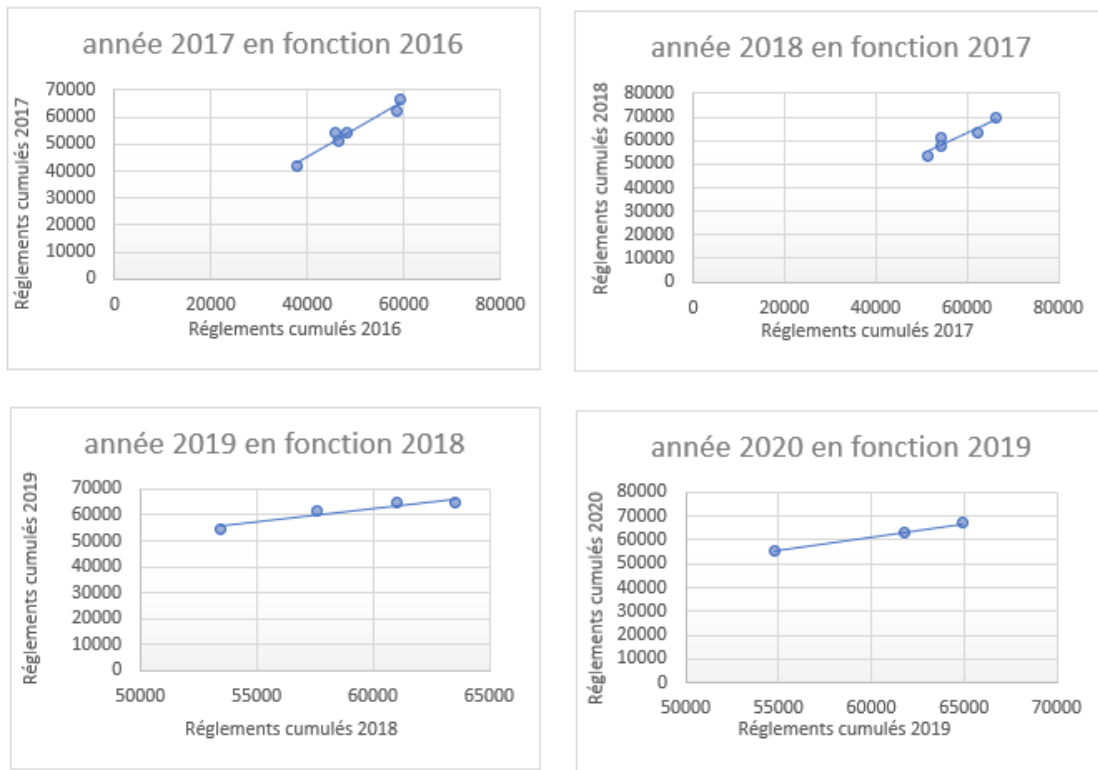 année 2017 en fonction 2016
Réglements cumulés 2017
70000
60000
50000
40000
30000
20000
10000
0
0 20000 40000 60000 80000
Réglements cumulés 2016
année 2018 en fonction 2017
Réglements cumulés 2018
80000
70000
60000
50000
40000
30000
20000
10000
0
0 20000 40000 60000 80000
Réglements cumulés 2017
année 2019 en fonction 2018
Réglements cumulés 2019
70000
60000
50000
40000
30000
20000
10000
0
50000 55000 60000 65000
Réglements cumulés 2018
année 2020 en fonction 2019
Réglements cumulés 2020
80000
70000
60000
50000
40000
30000
20000
10000
0
50000 55000 60000 65000 70000
Réglements cumulés 2019